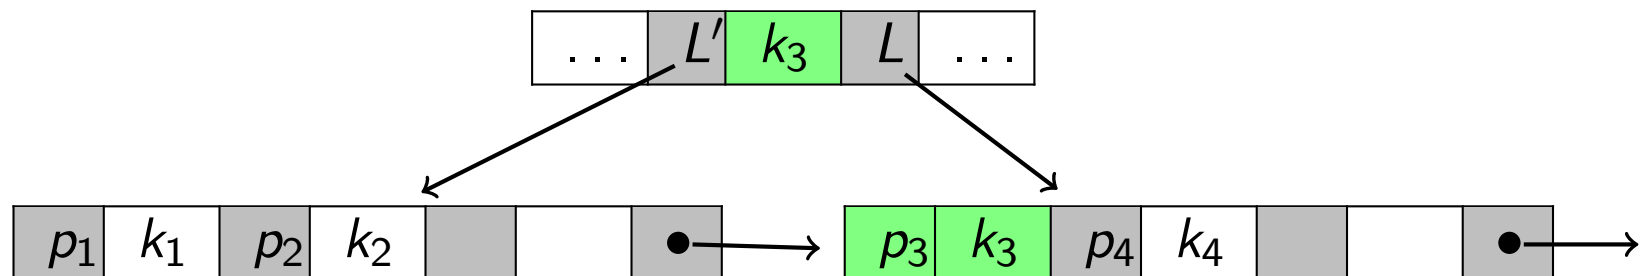 ... L′ k₃ L ...
p₁ k₁ p₂ k₂ p₃ k₃ p₄ k₄